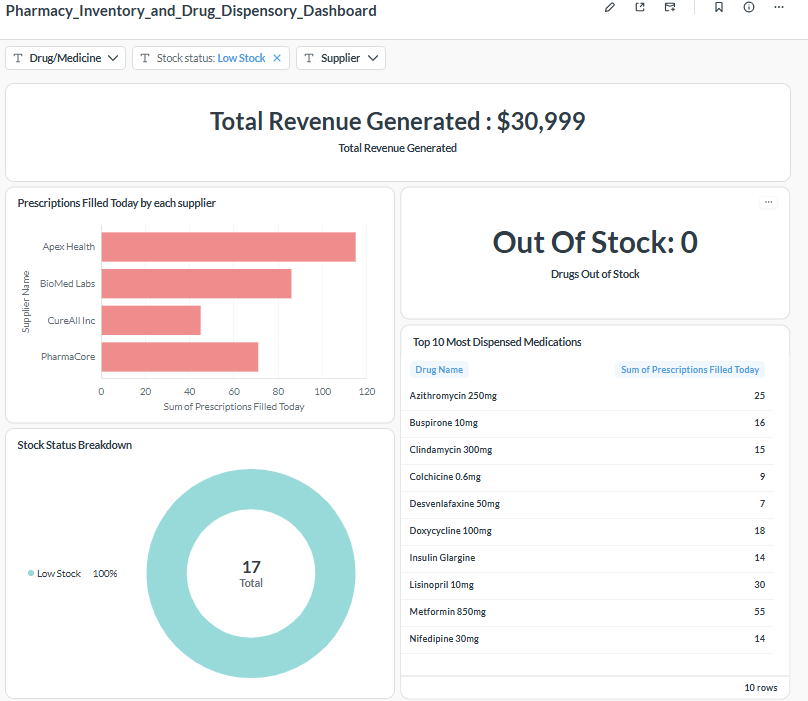 Pharmacy_Inventory_and_Drug_Dispensory_Dashboard
Drug/Medicine
Stock status: Low Stock
Supplier
Total Revenue Generated : $30,999
Total Revenue Generated
Prescriptions Filled Today by each supplier
Supplier Name
Apex Health
BioMed Labs
CureAll Inc
PharmaCore
0 20 40 60 80 100 120
Sum of Prescriptions Filled Today
Out Of Stock: 0
Drugs Out of Stock
Stock Status Breakdown
Low Stock 100%
17
Total
Top 10 Most Dispensed Medications
Drug Name Sum of Prescriptions Filled Today
Azithromycin 250mg 25
Buspirone 10mg 16
Clindamycin 300mg 15
Colchicine 0.6mg 9
Desvenlafaxine 50mg 7
Doxycycline 100mg 18
Insulin Glargine 14
Lisinopril 10mg 30
Metformin 850mg 55
Nifedipine 30mg 14
10 rows